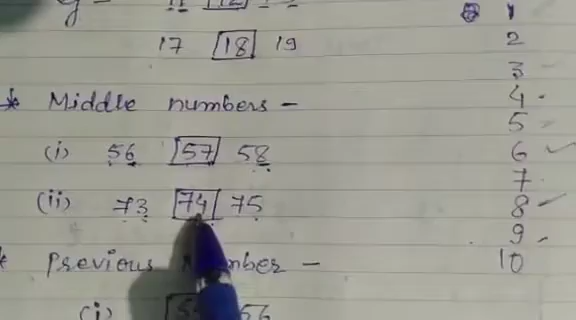 17 18 19
* Middle numbers -
(i) 56 57 58
(ii) 73 74 75
* Previous -
(i) 56
1
2
3
4
5
6
7
8
9
10